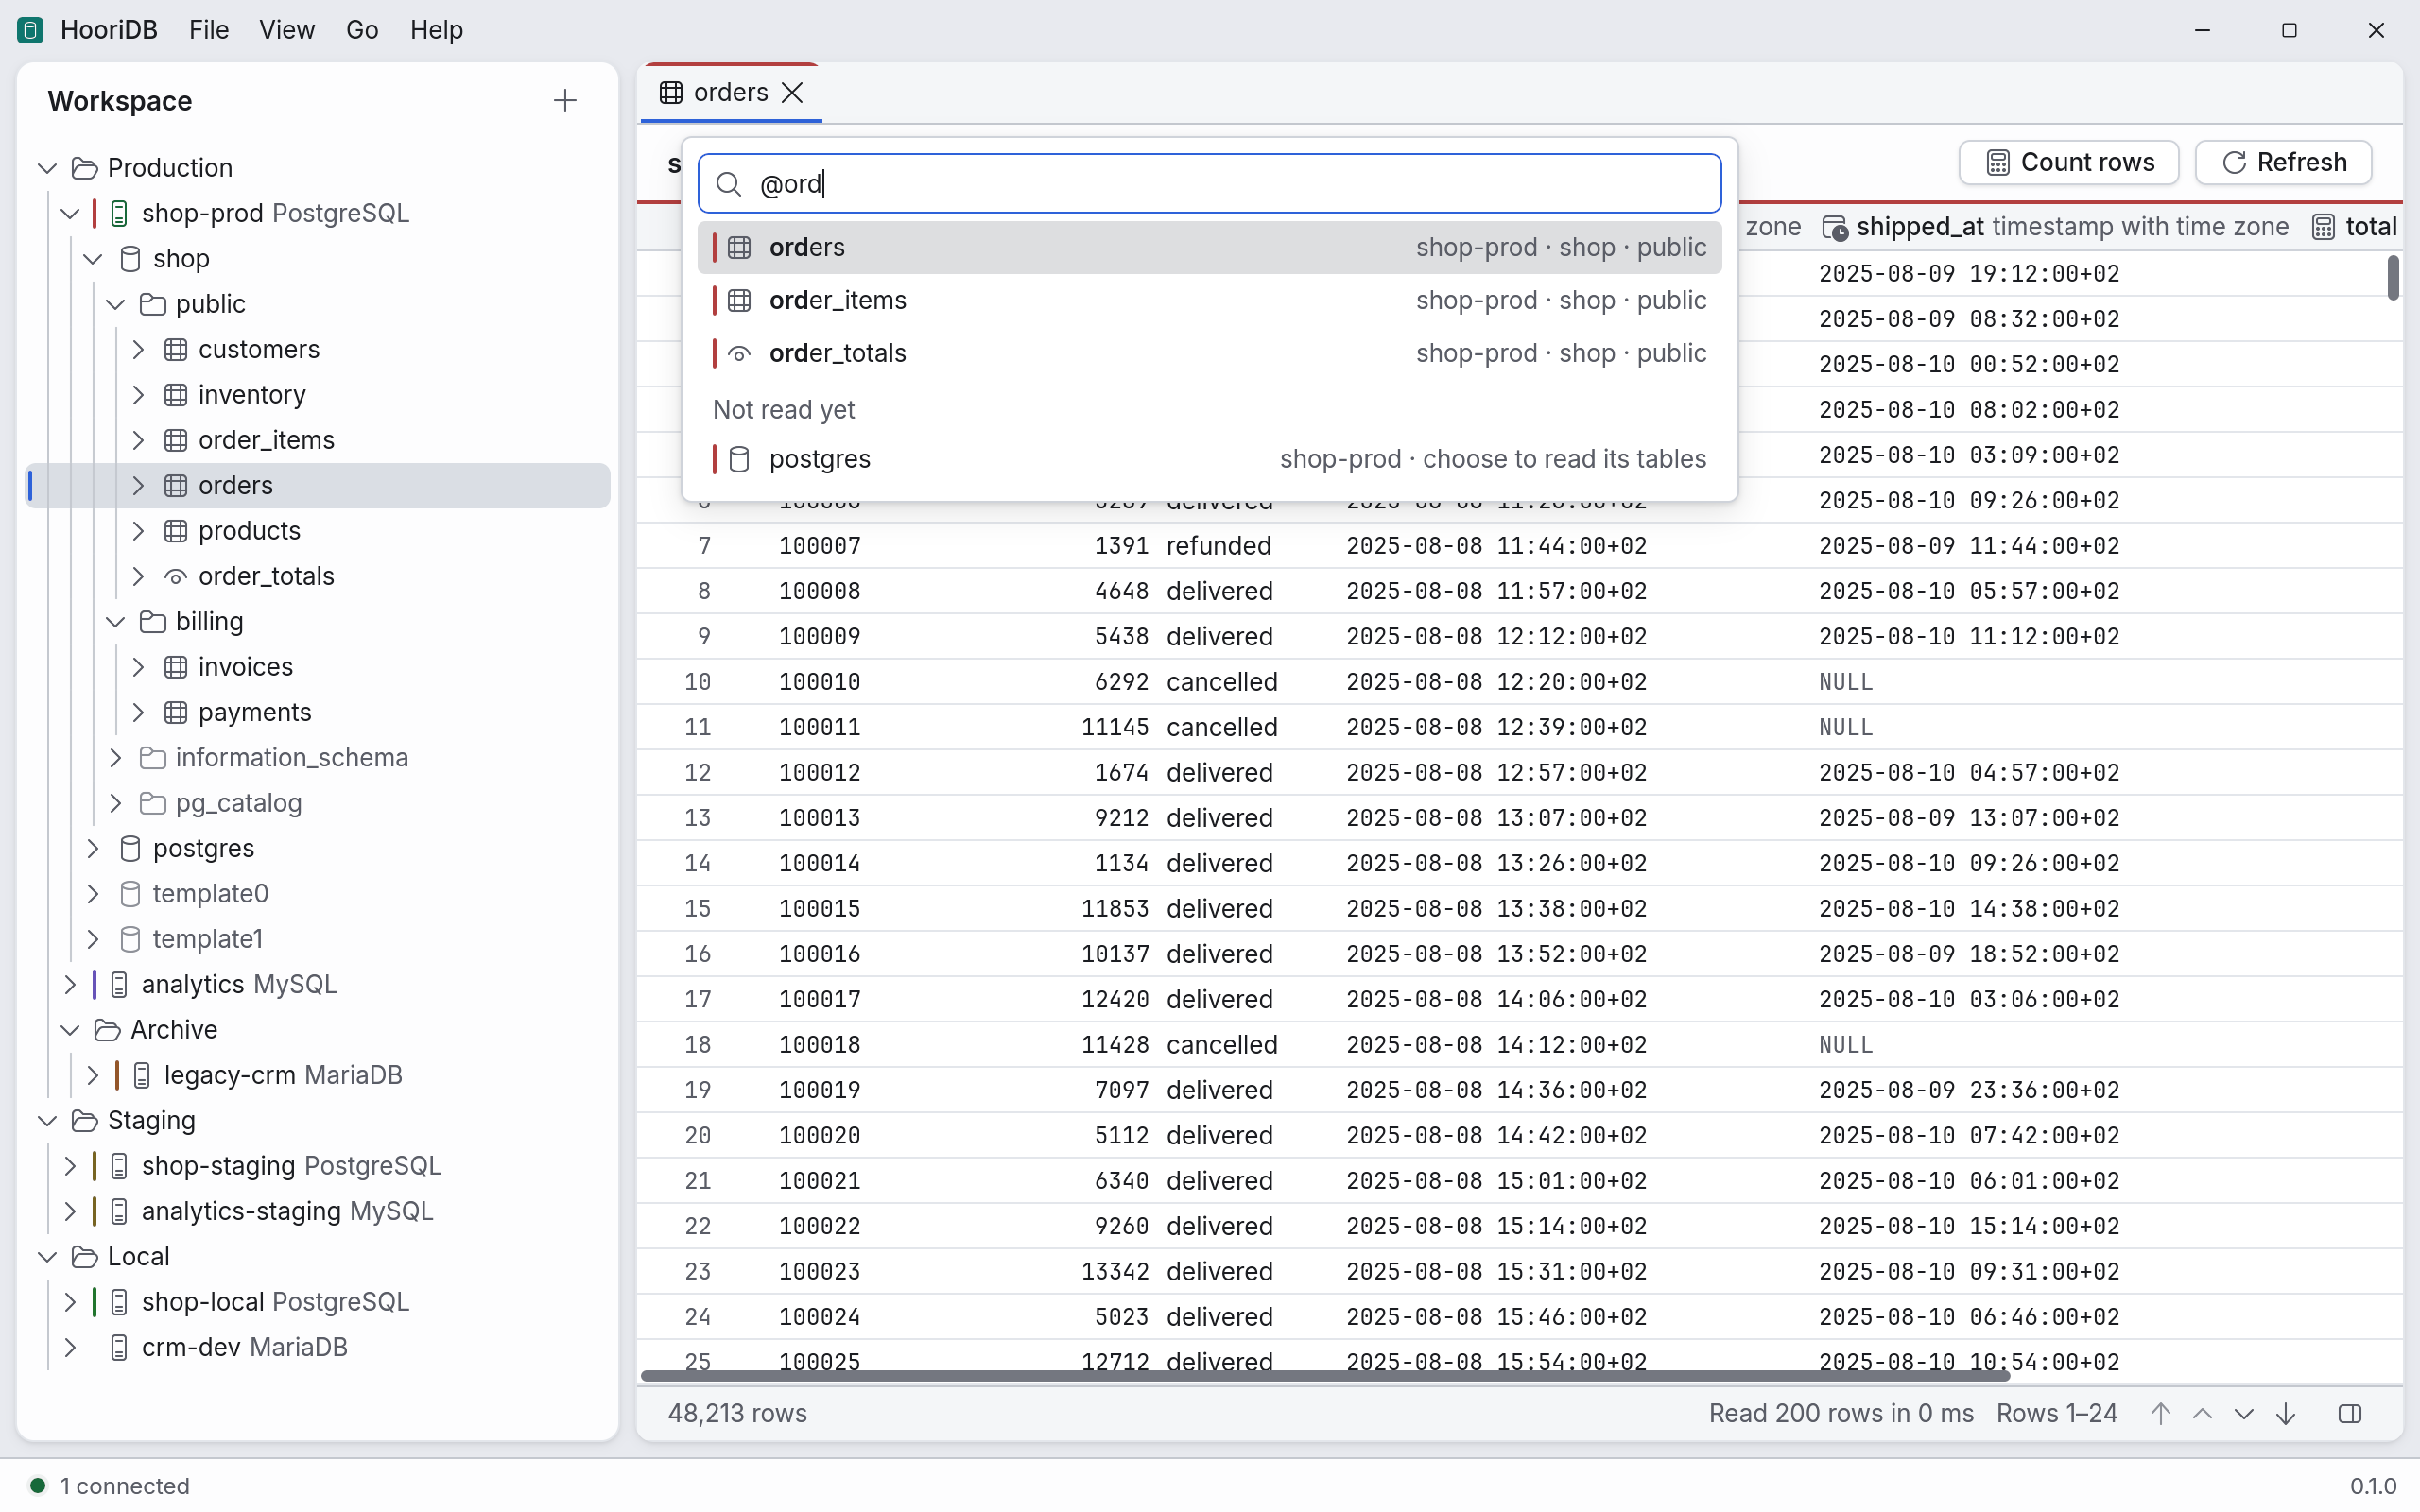 HooriDB File View Go Help
Workspace
Production
shop-prod PostgreSQL
shop
public
customers
inventory
order_items
orders
products
order_totals
billing
invoices
payments
information_schema
pg_catalog
postgres
template0
template1
analytics MySQL
Archive
legacy-crm MariaDB
Staging
shop-staging PostgreSQL
analytics-staging MySQL
Local
shop-local PostgreSQL
crm-dev MariaDB
orders
Count rows Refresh
@ord
orders shop-prod · shop · public
order_items shop-prod · shop · public
order_totals shop-prod · shop · public
Not read yet
postgres shop-prod · choose to read its tables
zone shipped_at timestamp with time zone total
2025-08-09 19:12:00+02
2025-08-09 08:32:00+02
2025-08-10 00:52:00+02
2025-08-10 08:02:00+02
2025-08-10 03:09:00+02
delivered 2025-08-10 09:26:00+02
7 100007 1391 refunded 2025-08-08 11:44:00+02 2025-08-09 11:44:00+02
8 100008 4648 delivered 2025-08-08 11:57:00+02 2025-08-10 05:57:00+02
9 100009 5438 delivered 2025-08-08 12:12:00+02 2025-08-10 11:12:00+02
10 100010 6292 cancelled 2025-08-08 12:20:00+02 NULL
11 100011 11145 cancelled 2025-08-08 12:39:00+02 NULL
12 100012 1674 delivered 2025-08-08 12:57:00+02 2025-08-10 04:57:00+02
13 100013 9212 delivered 2025-08-08 13:07:00+02 2025-08-09 13:07:00+02
14 100014 1134 delivered 2025-08-08 13:26:00+02 2025-08-10 09:26:00+02
15 100015 11853 delivered 2025-08-08 13:38:00+02 2025-08-10 14:38:00+02
16 100016 10137 delivered 2025-08-08 13:52:00+02 2025-08-09 18:52:00+02
17 100017 12420 delivered 2025-08-08 14:06:00+02 2025-08-10 03:06:00+02
18 100018 11428 cancelled 2025-08-08 14:12:00+02 NULL
19 100019 7097 delivered 2025-08-08 14:36:00+02 2025-08-09 23:36:00+02
20 100020 5112 delivered 2025-08-08 14:42:00+02 2025-08-10 07:42:00+02
21 100021 6340 delivered 2025-08-08 15:01:00+02 2025-08-10 06:01:00+02
22 100022 9260 delivered 2025-08-08 15:14:00+02 2025-08-10 15:14:00+02
23 100023 13342 delivered 2025-08-08 15:31:00+02 2025-08-10 09:31:00+02
24 100024 5023 delivered 2025-08-08 15:46:00+02 2025-08-10 06:46:00+02
25 100025 12712 delivered 2025-08-08 15:54:00+02 2025-08-10 10:54:00+02
48,213 rows Read 200 rows in 0 ms Rows 1–24
1 connected 0.1.0